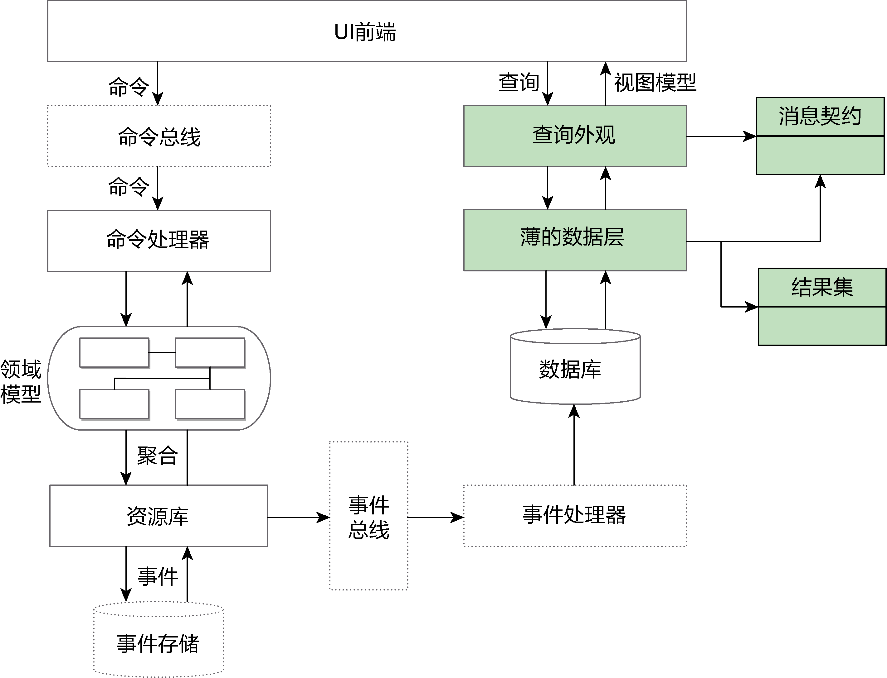 UI前端
命令
查询
视图模型
命令总线
查询外观
消息契约
命令
命令处理器
薄的数据层
结果集
领域
模型
数据库
聚合
资源库
事件
总线
事件处理器
事件
事件存储